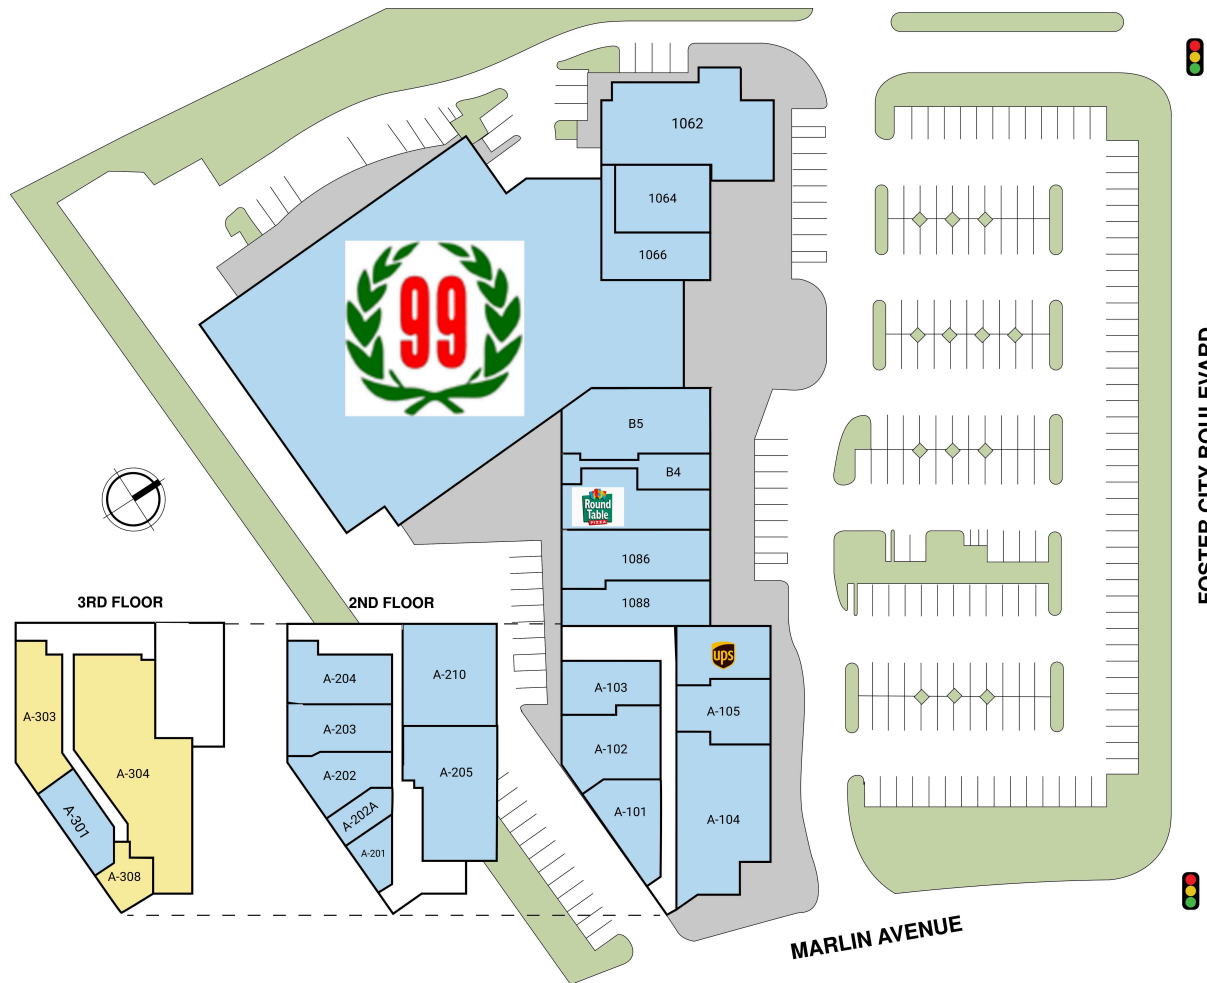 1062
1064
1066
99
B5
B4
Round
Table
PIZZA
1086
1088
3RD FLOOR
2ND FLOOR
FOSTER CITY BOULEVARD
ups
A-204
A-210
A-103
A-303
A-203
A-105
A-102
A-304
A-202
A-205
A-301
A-202A
A-101
A-104
A-201
A-308
MARLIN AVENUE